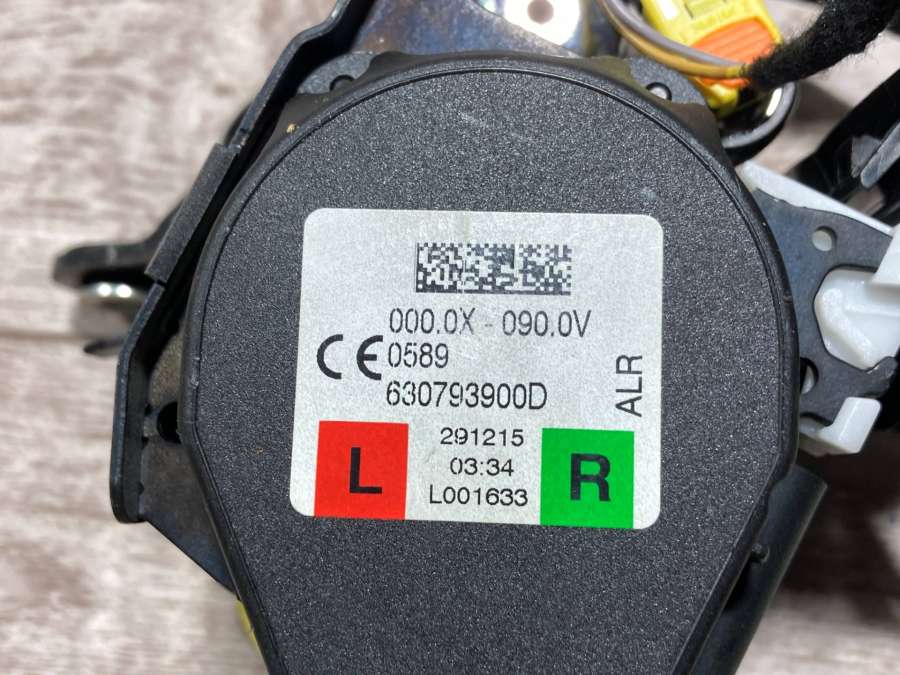 000.0X - 090.0V
CE 0589
630793900D
ALR
291215
L
03:34
R
L001633